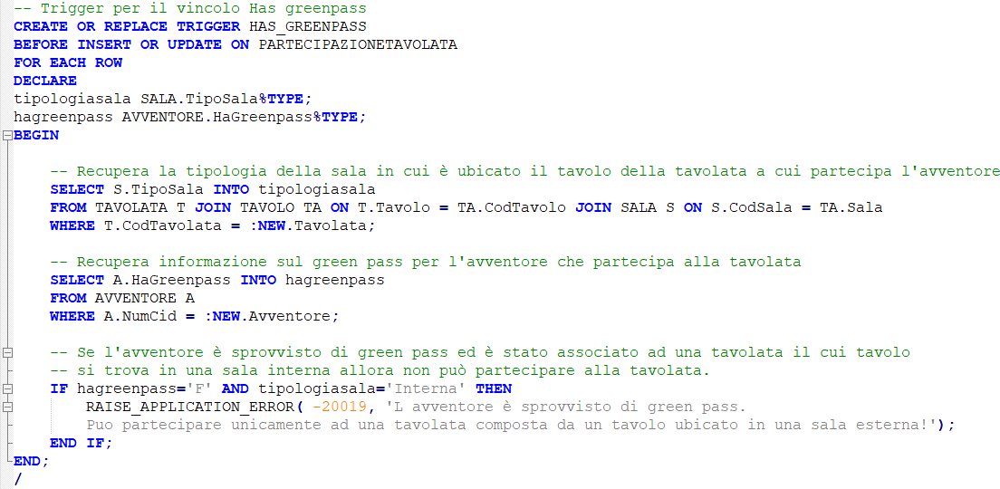 -- Trigger per il vincolo Has greenpass
CREATE OR REPLACE TRIGGER HAS_GREENPASS
BEFORE INSERT OR UPDATE ON PARTECIPAZIONETAVOLATA
FOR EACH ROW
DECLARE
tipologiasala SALA.TipoSala%TYPE;
hagreenpass AVVENTORE.HaGreenpass%TYPE;
BEGIN
-- Recupera la tipologia della sala in cui è ubicato il tavolo della tavolata a cui partecipa l'avventore
SELECT S.TipoSala INTO tipologiasala
FROM TAVOLATA T JOIN TAVOLO TA ON T.Tavolo = TA.CodTavolo JOIN SALA S ON S.CodSala = TA.Sala
WHERE T.CodTavolata = :NEW.Tavolata;
-- Recupera informazione sul green pass per l'avventore che partecipa alla tavolata
SELECT A.HaGreenpass INTO hagreenpass
FROM AVVENTORE A
WHERE A.NumCid = :NEW.Avventore;
-- Se l'avventore è sprovvisto di green pass ed è stato associato ad una tavolata il cui tavolo
-- si trova in una sala interna allora non può partecipare alla tavolata.
IF hagreenpass='F' AND tipologiasala='Interna' THEN
RAISE_APPLICATION_ERROR( -20019, 'L avventore è sprovvisto di green pass.
Puo partecipare unicamente ad una tavolata composta da un tavolo ubicato in una sala esterna!');
END IF;
END;
/